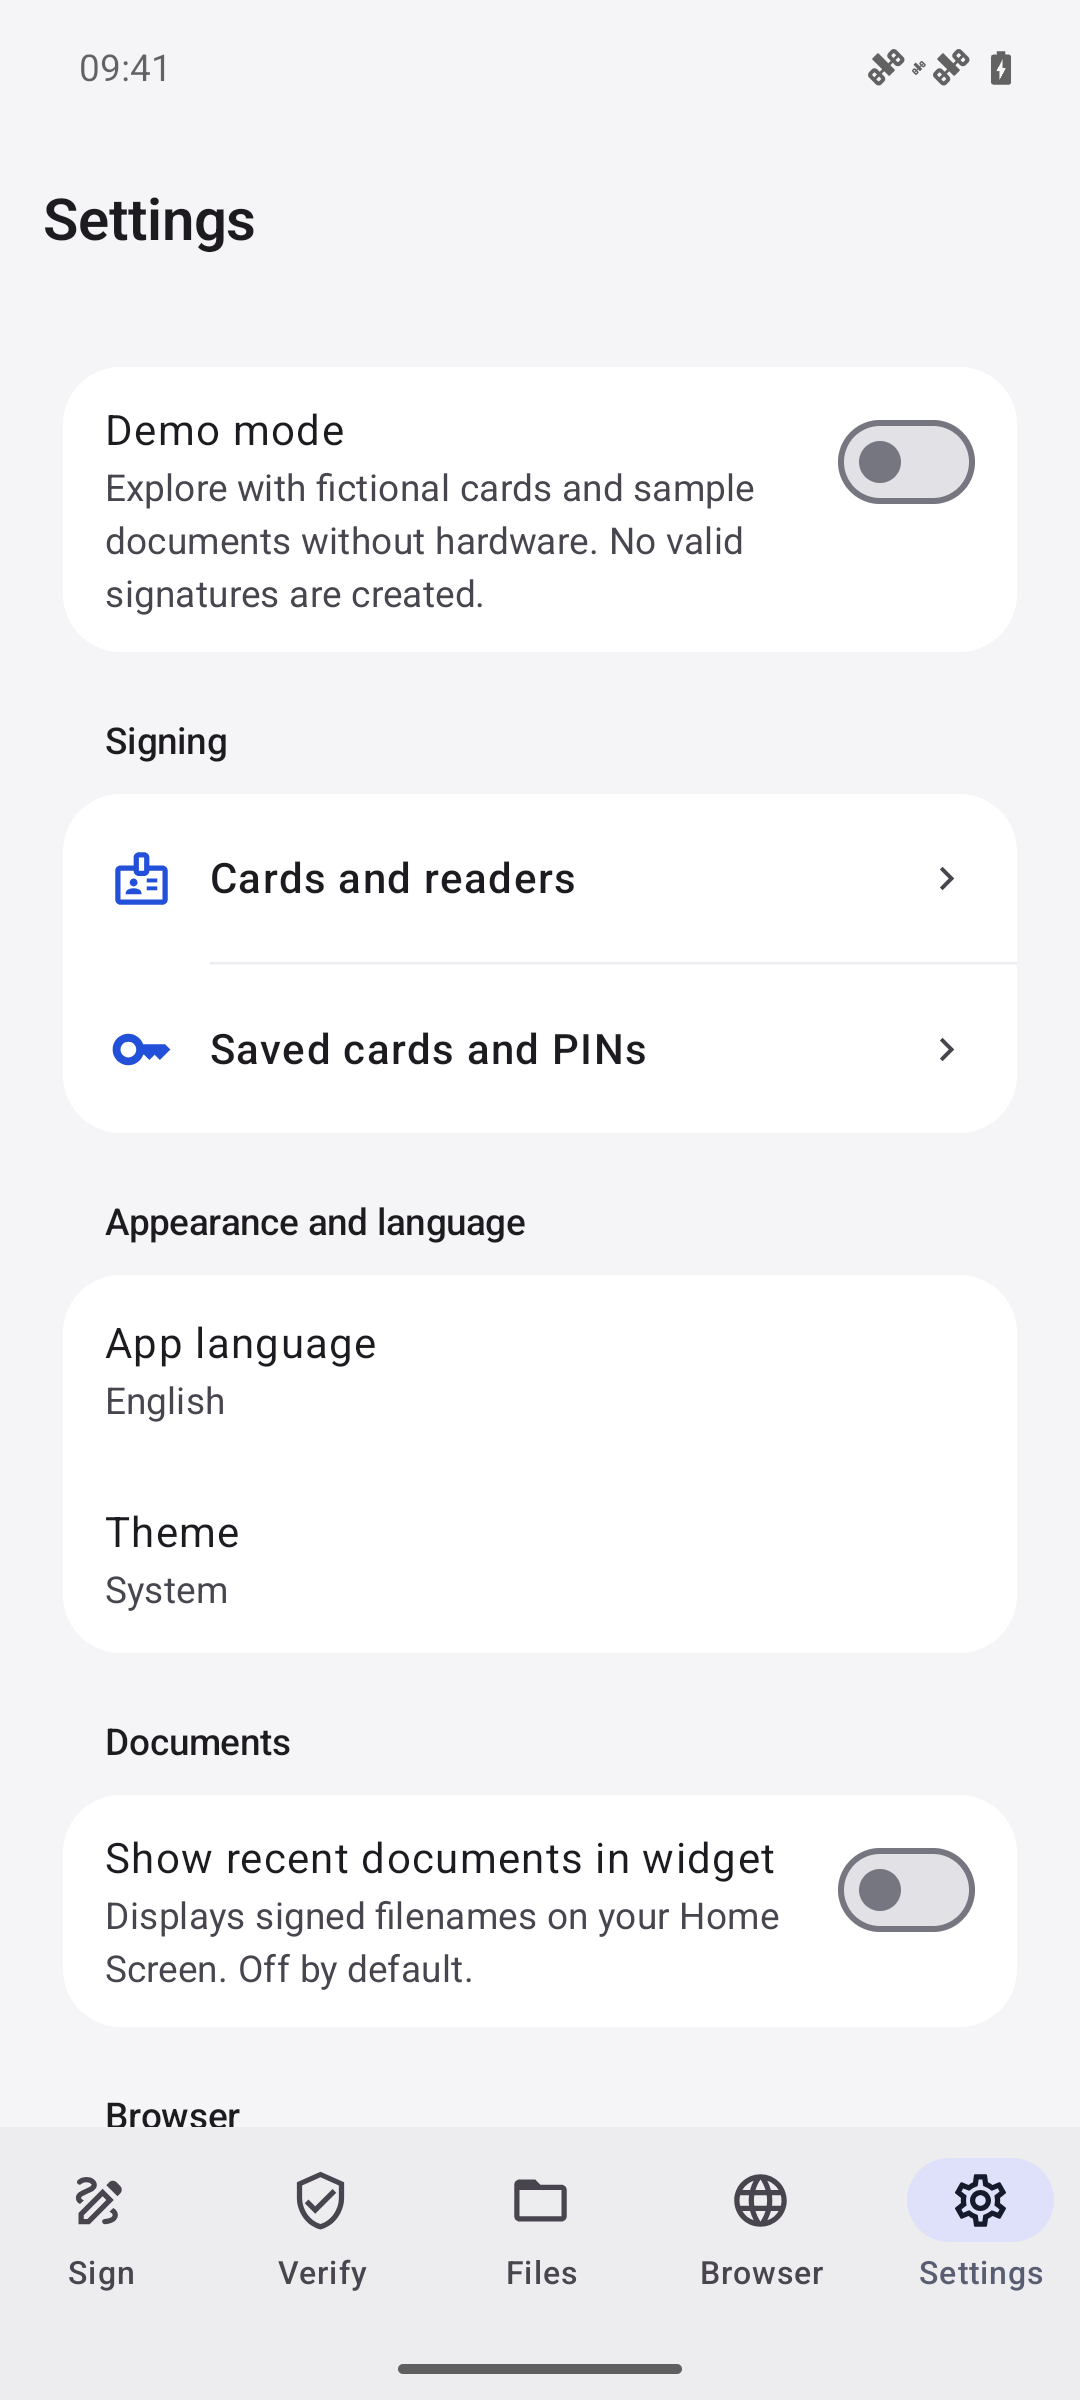 09:41
Settings
Demo mode
Explore with fictional cards and sample
documents without hardware. No valid
signatures are created.
Signing
Cards and readers
Saved cards and PINs
Appearance and language
App language
English
Theme
System
Documents
Show recent documents in widget
Displays signed filenames on your Home
Screen. Off by default.
Browser
Sign
Verify
Files
Browser
Settings